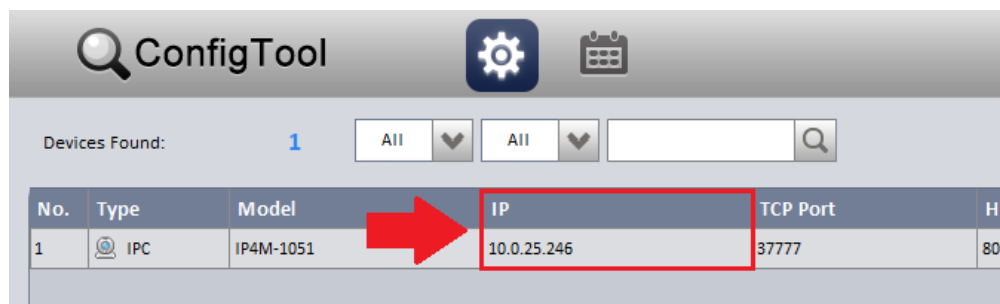 ConfigTool
Devices Found: 1 All All
No. Type Model IP TCP Port H
1 IPC IP4M-1051 10.0.25.246 37777 80